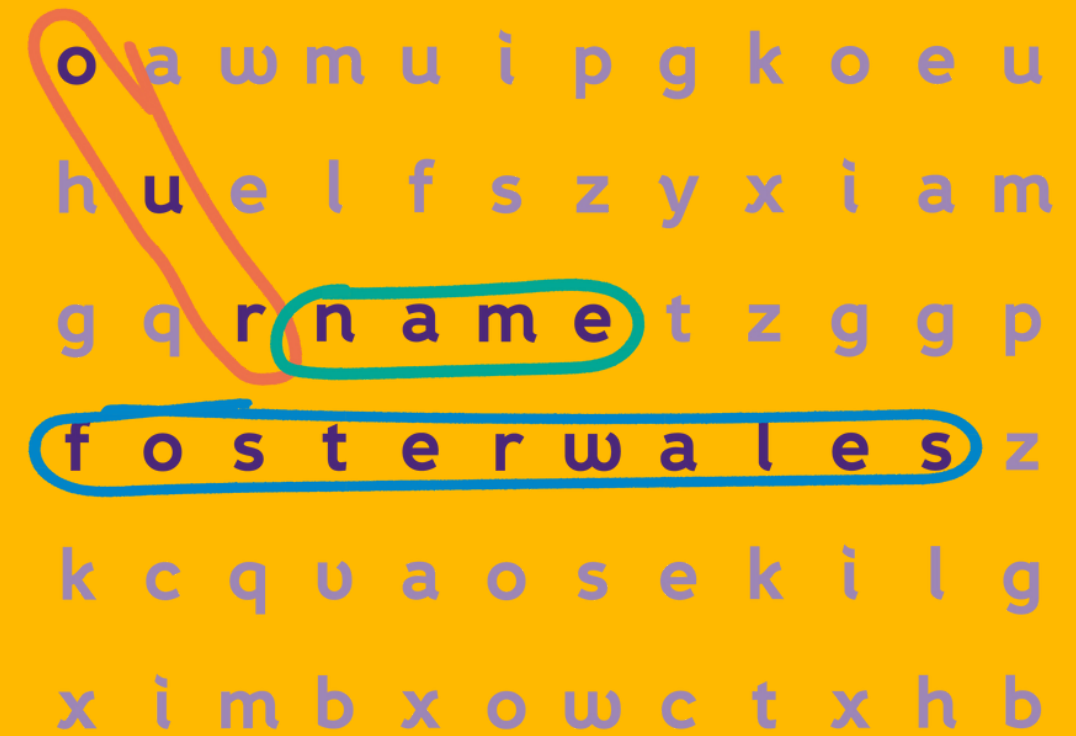 o a w m u i p g k o e u
h u e l f s z y x i a m
g q r n a m e t z g g p
f o s t e r w a l e s z
k c q v a o s e k i l g
x i m b x o w c t x h b